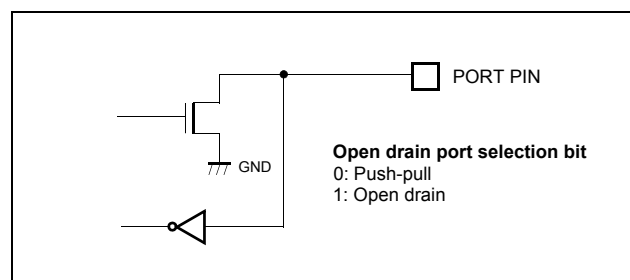 PORT PIN
GND
Open drain port selection bit
0: Push-pull
1: Open drain